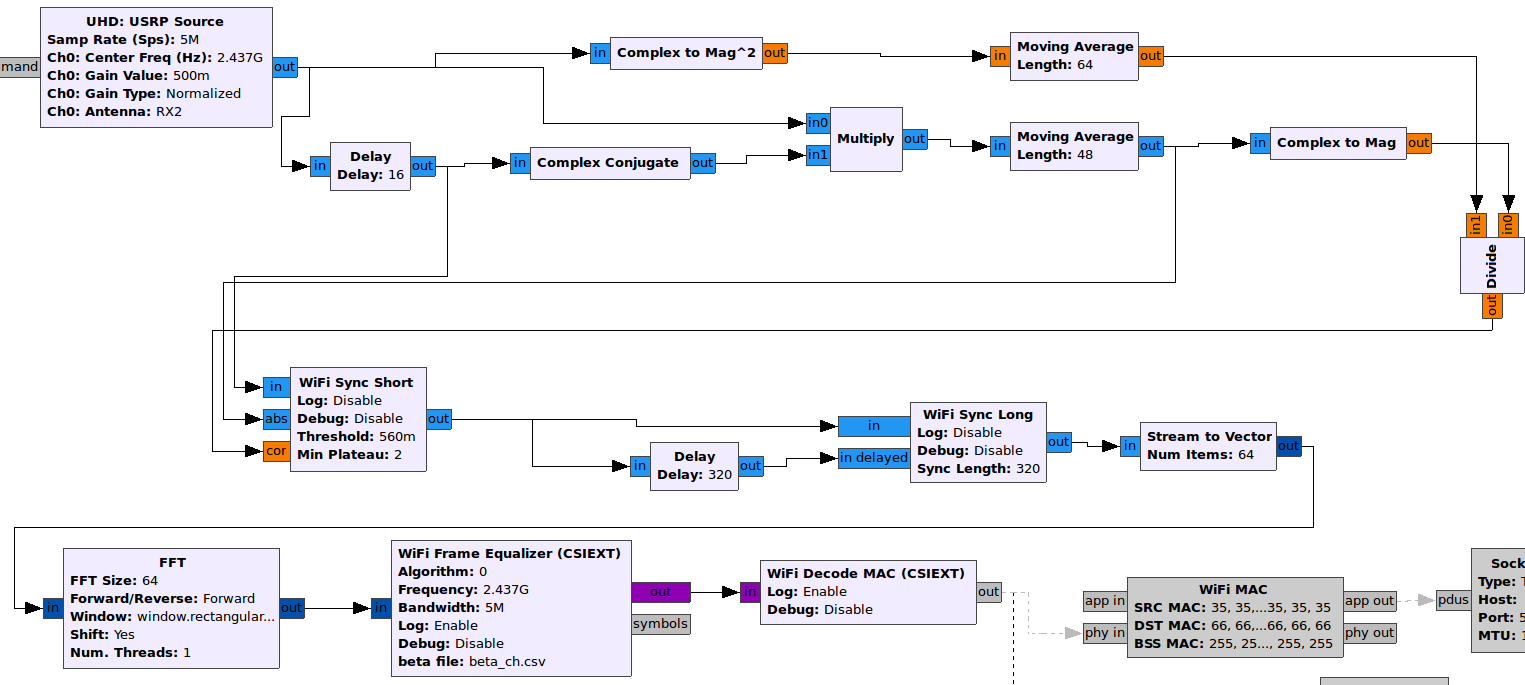 UHD: USRP Source
Samp Rate (Sps): 5M
Ch0: Center Freq (Hz): 2.437G
Ch0: Gain Value: 500m
Ch0: Gain Type: Normalized
Ch0: Antenna: RX2
mand
out
in
Complex to Mag^2
out
in
Moving Average
Length: 64
out
in
Delay
Delay: 16
out
in
Complex Conjugate
out
in0
in1
Multiply
out
in
Moving Average
Length: 48
out
in
Complex to Mag
out
in1
in0
Divide
out
in
abs
cor
WiFi Sync Short
Log: Disable
Debug: Disable
Threshold: 560m
Min Plateau: 2
out
in
Delay
Delay: 320
out
in
in delayed
WiFi Sync Long
Log: Disable
Debug: Disable
Sync Length: 320
out
in
Stream to Vector
Num Items: 64
out
in
FFT
FFT Size: 64
Forward/Reverse: Forward
Window: window.rectangular...
Shift: Yes
Num. Threads: 1
out
in
WiFi Frame Equalizer (CSIEXT)
Algorithm: 0
Frequency: 2.437G
Bandwidth: 5M
Log: Enable
Debug: Disable
beta file: beta_ch.csv
out
symbols
in
WiFi Decode MAC (CSIEXT)
Log: Enable
Debug: Disable
out
app in
phy in
WiFi MAC
SRC MAC: 35, 35,...35, 35, 35
DST MAC: 66, 66,...66, 66, 66
BSS MAC: 255, 25..., 255, 255
app out
phy out
pdus
Sock
Type: T
Host:
Port: 5
MTU: 1